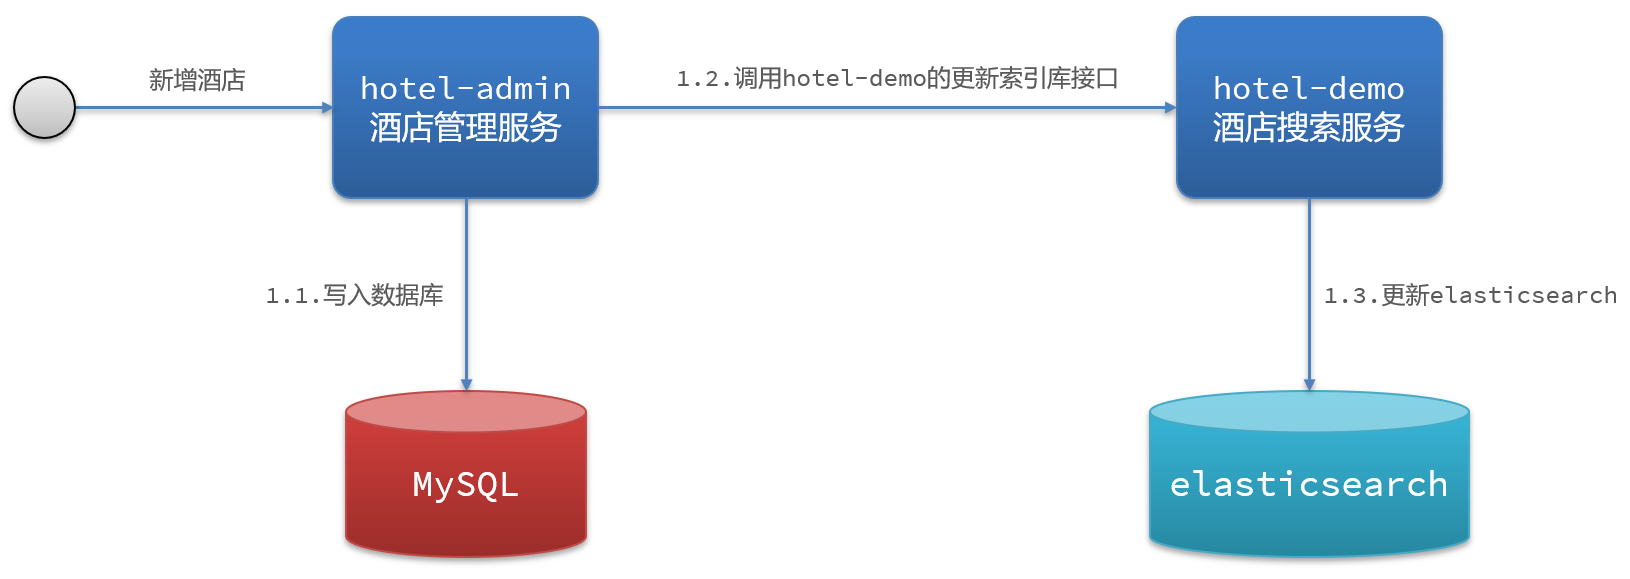 新增酒店
hotel-admin
酒店管理服务
1.2.调用hotel-demo的更新索引库接口
hotel-demo
酒店搜索服务
1.1.写入数据库
1.3.更新elasticsearch
MySQL
elasticsearch